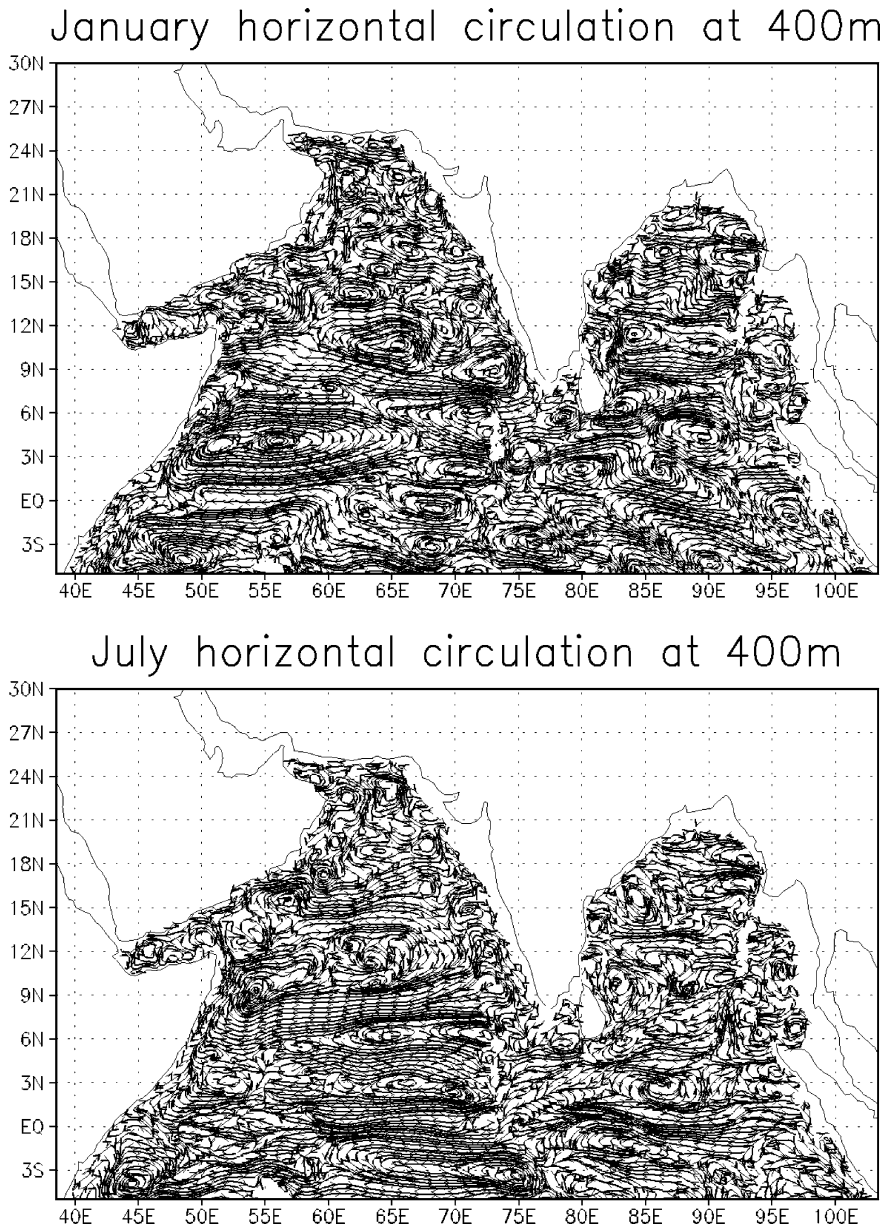 January horizontal circulation at 400m
30N
27N
24N
21N
18N
15N
12N
9N
6N
3N
EQ
3S
40E 45E 50E 55E 60E 65E 70E 75E 80E 85E 90E 95E 100E
July horizontal circulation at 400m
30N
27N
24N
21N
18N
15N
12N
9N
6N
3N
EQ
3S
40E 45E 50E 55E 60E 65E 70E 75E 80E 85E 90E 95E 100E